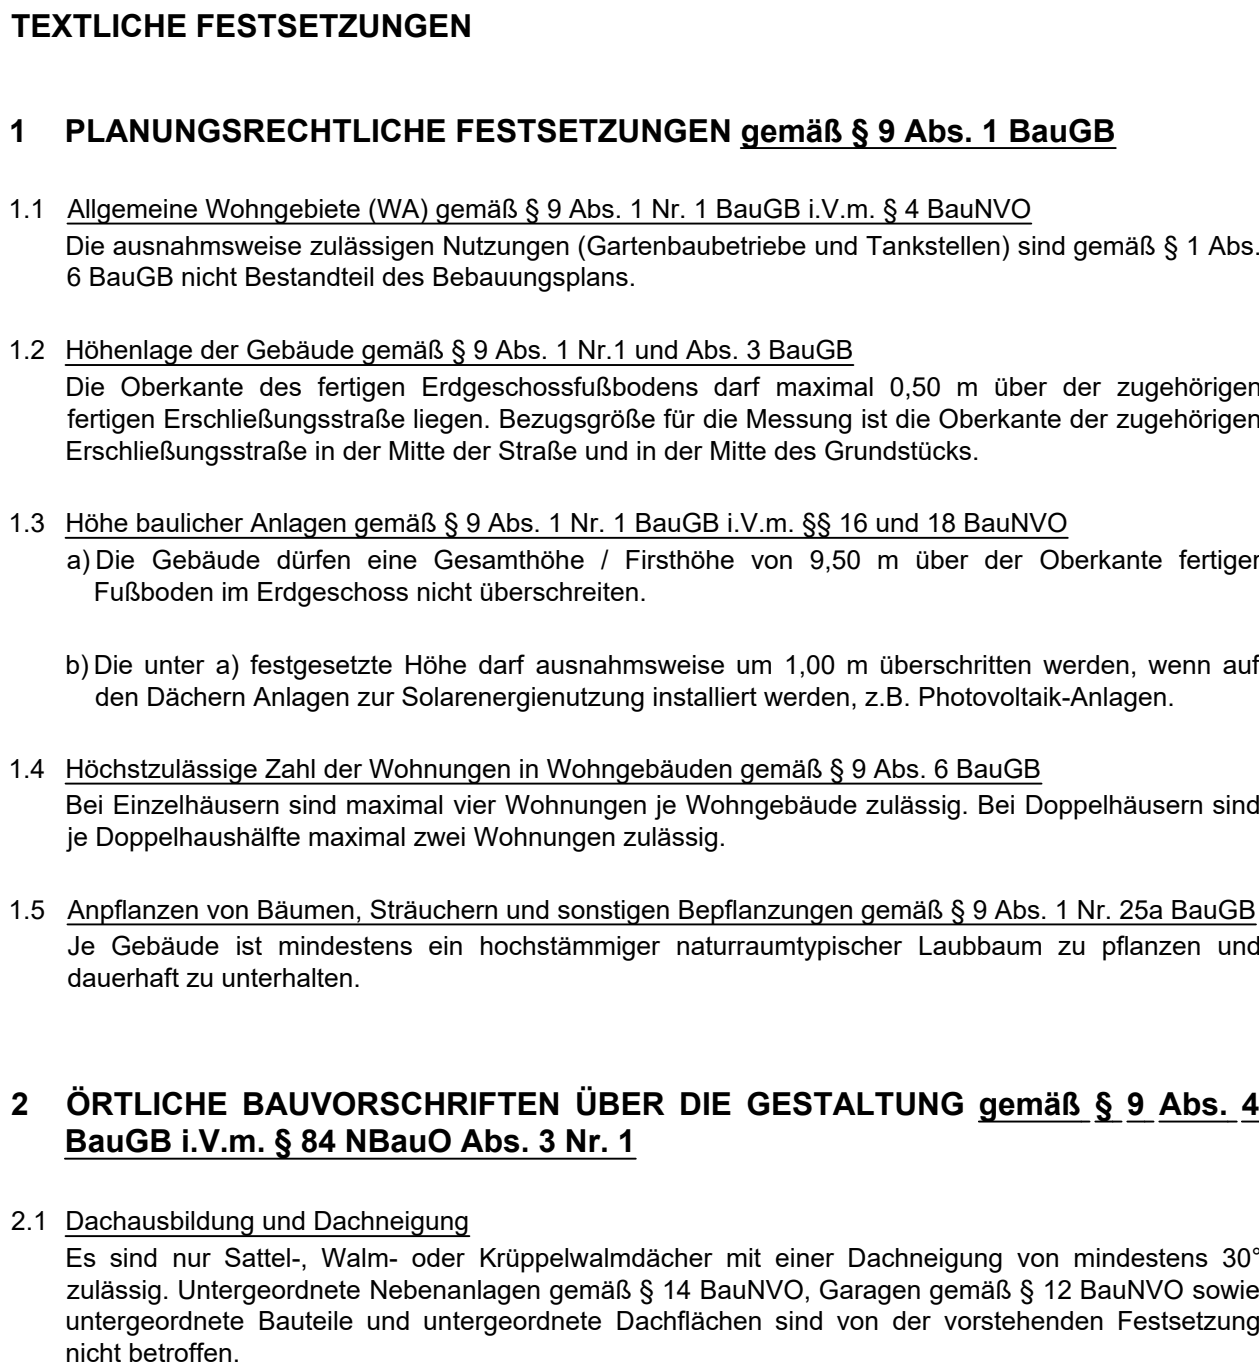 TEXTLICHE FESTSETZUNGEN
1 PLANUNGSRECHTLICHE FESTSETZUNGEN gemäß § 9 Abs. 1 BauGB
1.1 Allgemeine Wohngebiete (WA) gemäß § 9 Abs. 1 Nr. 1 BauGB i.V.m. § 4 BauNVO
Die ausnahmsweise zulässigen Nutzungen (Gartenbaubetriebe und Tankstellen) sind gemäß § 1 Abs.
6 BauGB nicht Bestandteil des Bebauungsplans.
1.2 Höhenlage der Gebäude gemäß § 9 Abs. 1 Nr.1 und Abs. 3 BauGB
Die Oberkante des fertigen Erdgeschossfußbodens darf maximal 0,50 m über der zugehörigen
fertigen Erschließungsstraße liegen. Bezugsgröße für die Messung ist die Oberkante der zugehörigen
Erschließungsstraße in der Mitte der Straße und in der Mitte des Grundstücks.
1.3 Höhe baulicher Anlagen gemäß § 9 Abs. 1 Nr. 1 BauGB i.V.m. §§ 16 und 18 BauNVO
a) Die Gebäude dürfen eine Gesamthöhe / Firsthöhe von 9,50 m über der Oberkante fertiger
Fußboden im Erdgeschoss nicht überschreiten.
b) Die unter a) festgesetzte Höhe darf ausnahmsweise um 1,00 m überschritten werden, wenn auf
den Dächern Anlagen zur Solarenergienutzung installiert werden, z.B. Photovoltaik-Anlagen.
1.4 Höchstzulässige Zahl der Wohnungen in Wohngebäuden gemäß § 9 Abs. 6 BauGB
Bei Einzelhäusern sind maximal vier Wohnungen je Wohngebäude zulässig. Bei Doppelhäusern sind
je Doppelhaushälfte maximal zwei Wohnungen zulässig.
1.5 Anpflanzen von Bäumen, Sträuchern und sonstigen Bepflanzungen gemäß § 9 Abs. 1 Nr. 25a BauGB
Je Gebäude ist mindestens ein hochstämmiger naturraumtypischer Laubbaum zu pflanzen und
dauerhaft zu unterhalten.
2 ÖRTLICHE BAUVORSCHRIFTEN ÜBER DIE GESTALTUNG gemäß § 9 Abs. 4
BauGB i.V.m. § 84 NBauO Abs. 3 Nr. 1
2.1 Dachausbildung und Dachneigung
Es sind nur Sattel-, Walm- oder Krüppelwalmdächer mit einer Dachneigung von mindestens 30°
zulässig. Untergeordnete Nebenanlagen gemäß § 14 BauNVO, Garagen gemäß § 12 BauNVO sowie
untergeordnete Bauteile und untergeordnete Dachflächen sind von der vorstehenden Festsetzung
nicht betroffen.